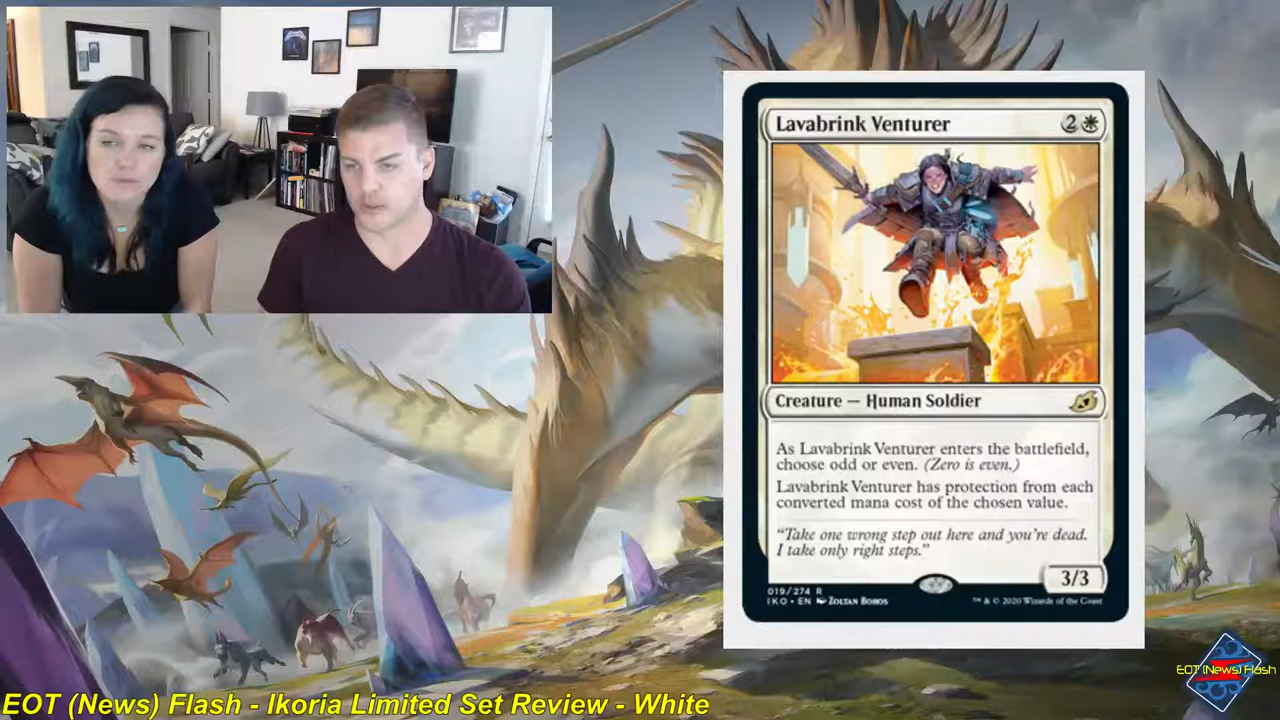 Lavabrink Venturer 2
Creature — Human Soldier
As Lavabrink Venturer enters the battlefield,
choose odd or even. (Zero is even.)
Lavabrink Venturer has protection from each
converted mana cost of the chosen value.
“Take one wrong step out here and you're dead.
I take only right steps.”
3/3
019/274 R
IKO • EN Zoltan Boros
™ & © 2020 Wizards of the Coast
EOT (News) Flash
EOT (News) Flash - Ikoria Limited Set Review - White